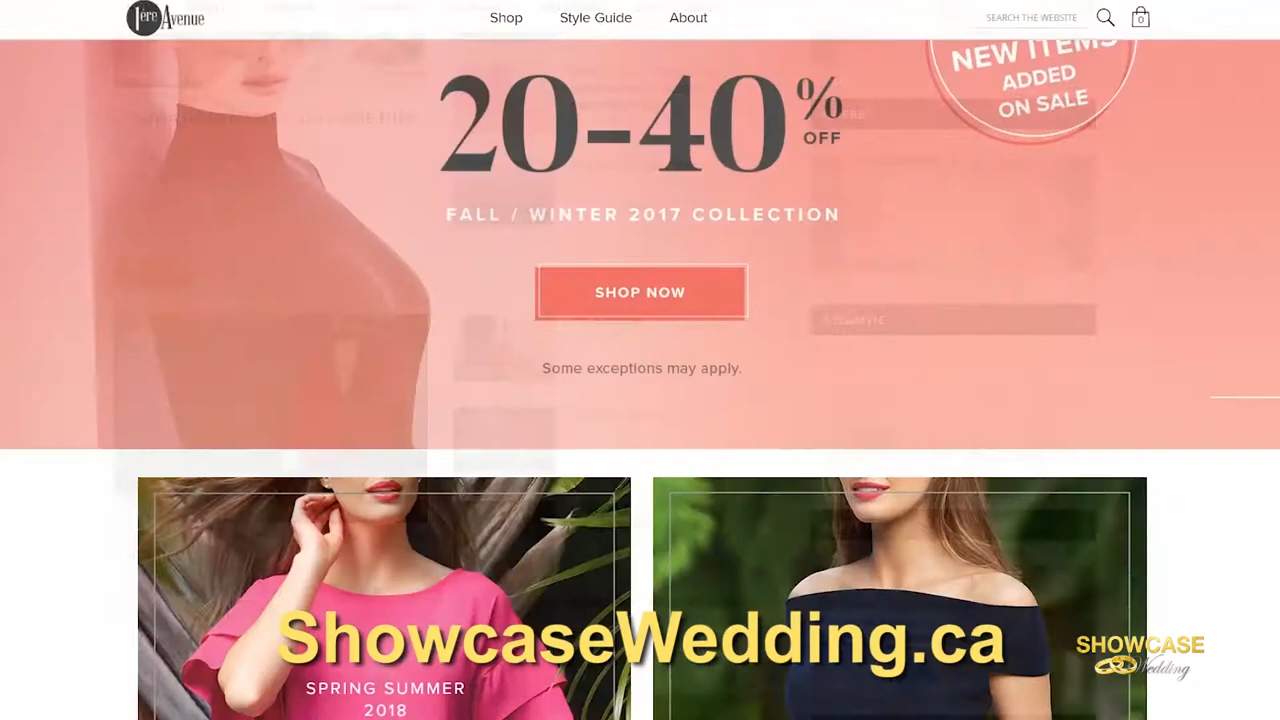 1ère Avenue
Shop
Style Guide
About
SEARCH THE WEBSITE
0
NEW ITEMS
ADDED
ON SALE
20-40%
OFF
FALL / WINTER 2017 COLLECTION
SHOP NOW
Some exceptions may apply.
ShowcaseWedding.ca
SHOWCASE
Wedding
SPRING SUMMER
2018